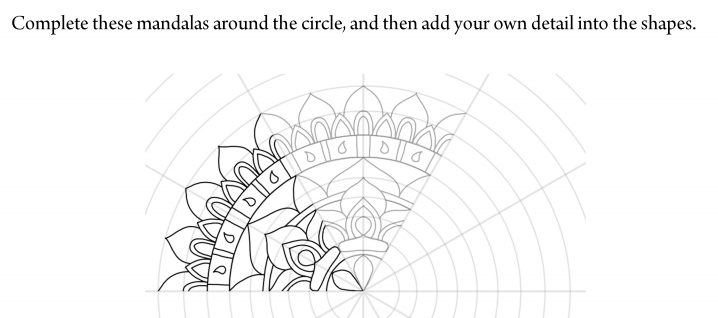 Complete these mandalas around the circle, and then add your own detail into the shapes.